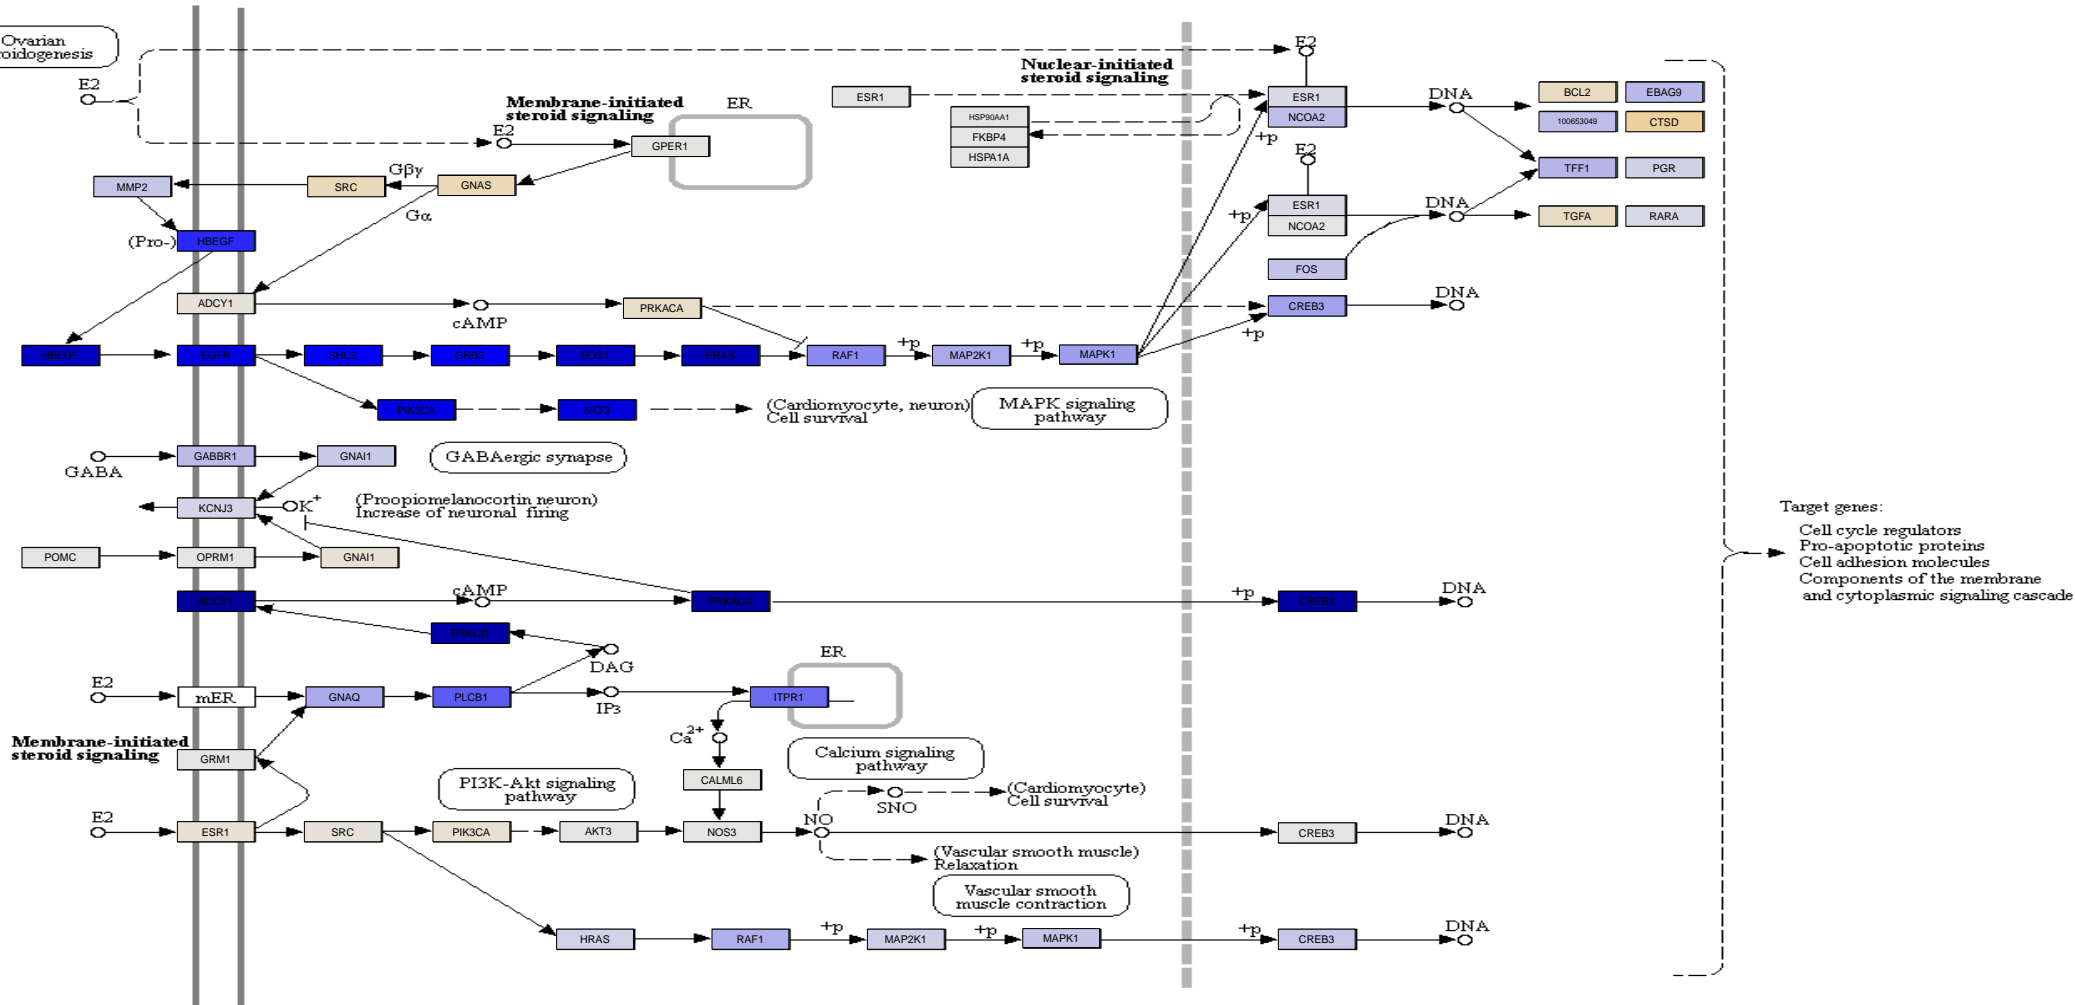 Ovarian
roidogenesis
E2
Membrane-initiated
steroid signaling
E2
ER
GPER1
Nuclear-initiated
steroid signaling
ESR1
HSP90AA1
FKBP4
HSPA1A
E2
ESR1
NCOA2
+p
DNA
BCL2
EBAG9
100653049
CTSD
E2
TFF1
PGR
MMP2
SRC
Gβγ
GNAS
Gα
ESR1
NCOA2
+p
DNA
TGFA
RARA
(Pro-)
HBEGF
FOS
ADCY1
cAMP
PRKACA
CREB3
DNA
+p
HBEGF
EGFR
SHC2
GRB2
SOS1
HRAS
RAF1
+p
MAP2K1
+p
MAPK1
PIK3CA
AKT3
(Cardiomyocyte, neuron)
Cell survival
MAPK signaling
pathway
GABA
GABBR1
GNAI1
GABAergic synapse
KCNJ3
K+
(Proopiomelanocortin neuron)
Increase of neuronal firing
POMC
OPRM1
GNAI1
Target genes:
Cell cycle regulators
Pro-apoptotic proteins
Cell adhesion molecules
Components of the membrane
and cytoplasmic signaling cascade
ADCY1
cAMP
PRKACA
+p
CREB3
DNA
PRKCD
DAG
ER
E2
mER
GNAQ
PLCB1
IP3
ITPR1
Ca2+
Membrane-initiated
steroid signaling
GRM1
CALML6
Calcium signaling
pathway
PI3K-Akt signaling
pathway
(Cardiomyocyte)
Cell survival
SNO
E2
ESR1
SRC
PIK3CA
AKT3
NOS3
NO
CREB3
DNA
(Vascular smooth muscle)
Relaxation
Vascular smooth
muscle contraction
HRAS
RAF1
+p
MAP2K1
+p
MAPK1
+p
CREB3
DNA